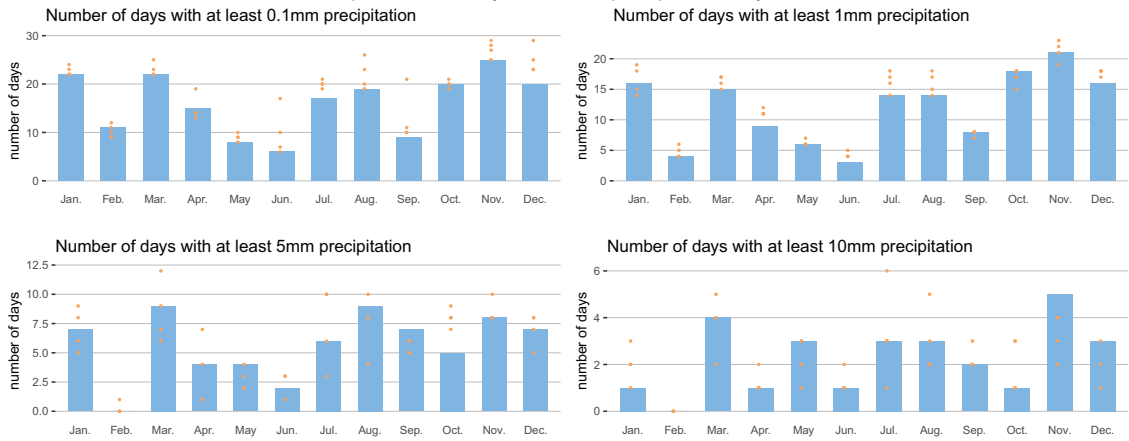 Number of days with at least 0.1mm precipitation
number of days
30
20
10
0
Jan. Feb. Mar. Apr. May Jun. Jul. Aug. Sep. Oct. Nov. Dec.
Number of days with at least 1mm precipitation
number of days
20
15
10
5
0
Jan. Feb. Mar. Apr. May Jun. Jul. Aug. Sep. Oct. Nov. Dec.
Number of days with at least 5mm precipitation
number of days
12.5
10.0
7.5
5.0
2.5
0.0
Jan. Feb. Mar. Apr. May Jun. Jul. Aug. Sep. Oct. Nov. Dec.
Number of days with at least 10mm precipitation
number of days
6
4
2
0
Jan. Feb. Mar. Apr. May Jun. Jul. Aug. Sep. Oct. Nov. Dec.